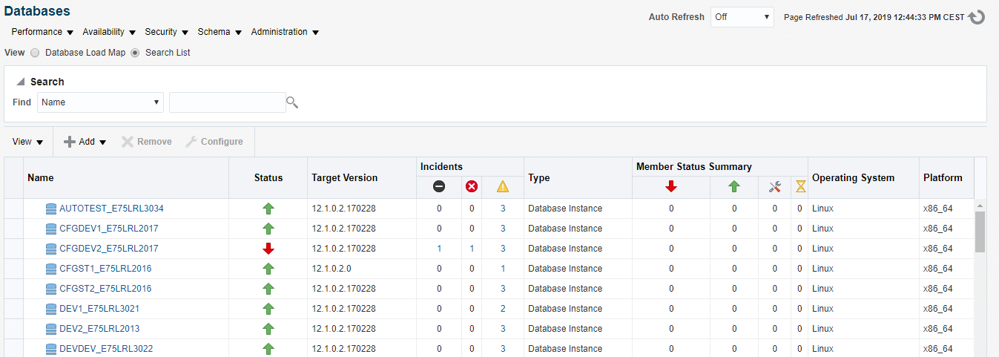 Databases
Auto Refresh Off Page Refreshed Jul 17, 2019 12:44:33 PM CEST
Performance Availability Security Schema Administration
View Database Load Map Search List
Search
Find Name
View Add Remove Configure
Name Status Target Version Incidents Type Member Status Summary Operating System Platform
AUTOTEST_E75LRL3034 12.1.0.2.170228 0 0 3 Database Instance 0 0 0 0 Linux x86_64
CFGDEV1_E75LRL2017 12.1.0.2.170228 0 0 3 Database Instance 0 0 0 0 Linux x86_64
CFGDEV2_E75LRL2017 12.1.0.2.170228 1 1 3 Database Instance 0 0 0 0 Linux x86_64
CFGST1_E75LRL2016 12.1.0.2.0 0 0 1 Database Instance 0 0 0 0 Linux x86_64
CFGST2_E75LRL2016 12.1.0.2.170228 0 0 3 Database Instance 0 0 0 0 Linux x86_64
DEV1_E75LRL3021 12.1.0.2.170228 0 0 2 Database Instance 0 0 0 0 Linux x86_64
DEV2_E75LRL2013 12.1.0.2.170228 0 0 3 Database Instance 0 0 0 0 Linux x86_64
DEVDEV_E75LRL3022 12.1.0.2.170228 0 0 3 Database Instance 0 0 0 0 Linux x86_64